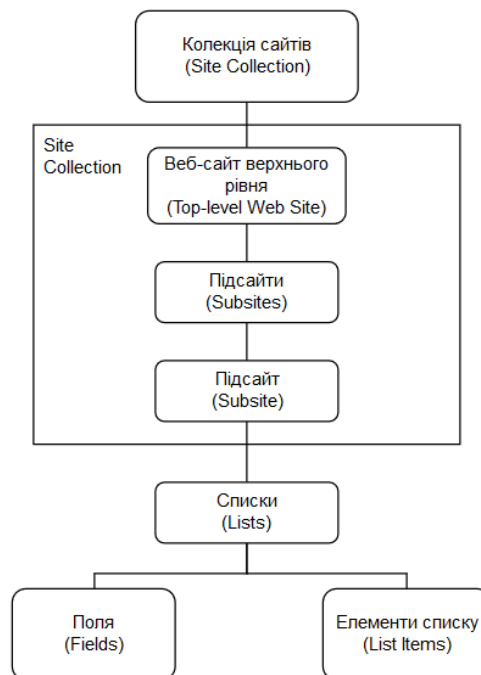 Колекція сайтів
(Site Collection)
Site
Collection
Веб-сайт верхнього
рівня
(Top-level Web Site)
Підсайти
(Subsites)
Підсайт
(Subsite)
Списки
(Lists)
Поля
(Fields)
Елементи списку
(List Items)